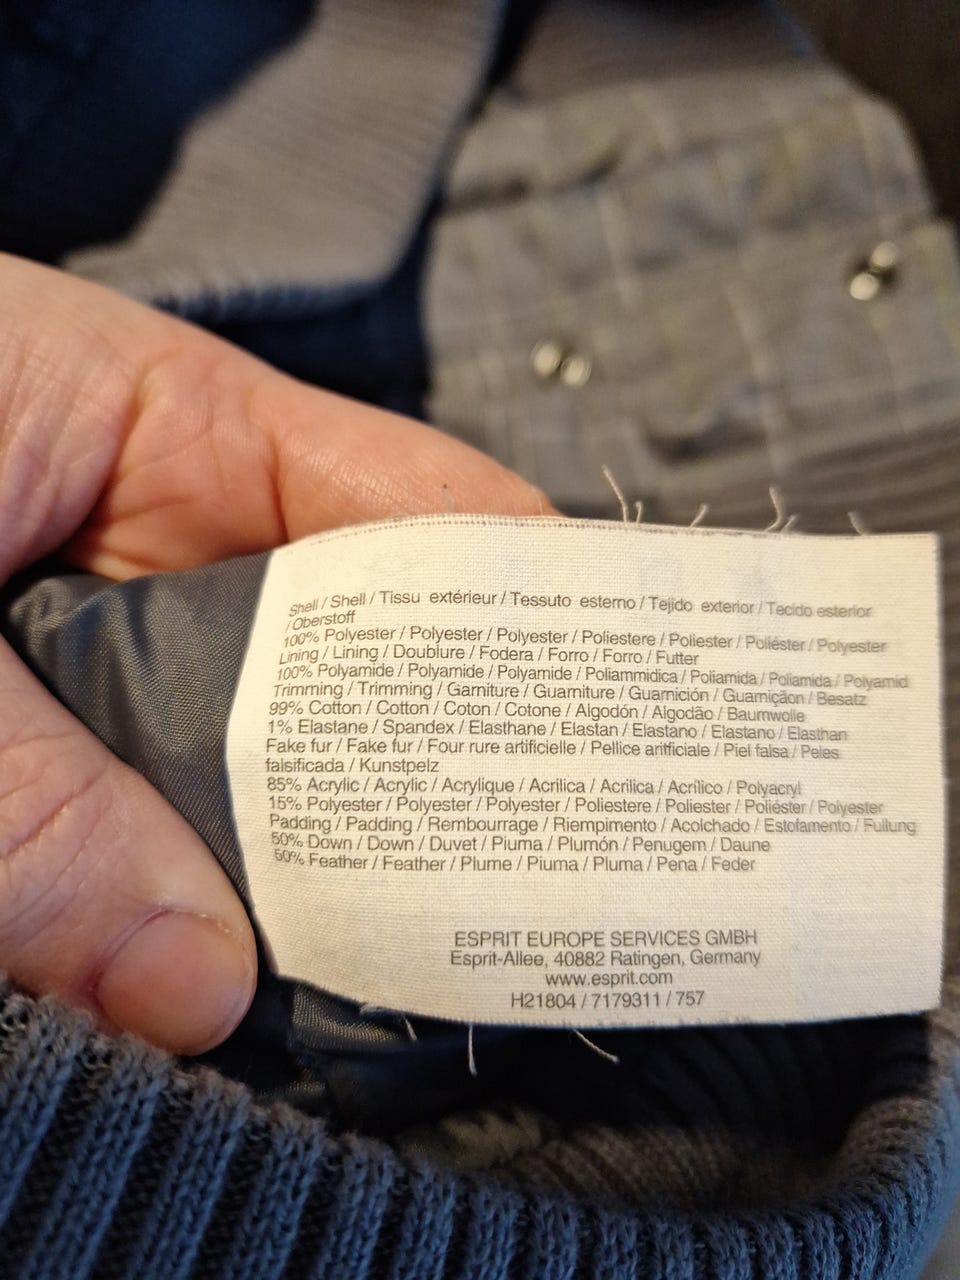 Shell / Shell / Tissu extérieur / Tessuto esterno / Tejido exterior / Tecido esterior
/ Oberstoff
100% Polyester / Polyester / Polyester / Poliestere / Poliester / Poliéster / Polyester
Lining / Lining / Doublure / Fodera / Forro / Forro / Futter
100% Polyamide / Polyamide / Polyamide / Poliammidica / Poliamida / Poliamida / Polyamid
Trimming / Trimming / Garniture / Guarniture / Guarnición / Guarniçãon / Besatz
99% Cotton / Cotton / Coton / Cotone / Algodón / Algodão / Baumwolle
1% Elastane / Spandex / Elasthane / Elastan / Elastano / Elastano / Elasthan
Fake fur / Fake fur / Four rure artificielle / Pellice aritficiale / Piel falsa / Peles
falsificada / Kunstpelz
85% Acrylic / Acrylic / Acrylique / Acrilica / Acrilica / Acrílico / Polyacryl
15% Polyester / Polyester / Polyester / Poliestere / Poliester / Poliéster / Polyester
Padding / Padding / Rembourrage / Riempimento / Acolchado / Estofamento / Füllung
50% Down / Down / Duvet / Piuma / Plumón / Penugem / Daune
50% Feather / Feather / Plume / Piuma / Pluma / Pena / Feder
ESPRIT EUROPE SERVICES GMBH
Esprit-Allee, 40882 Ratingen, Germany
www.esprit.com
H21804 / 7179311 / 757